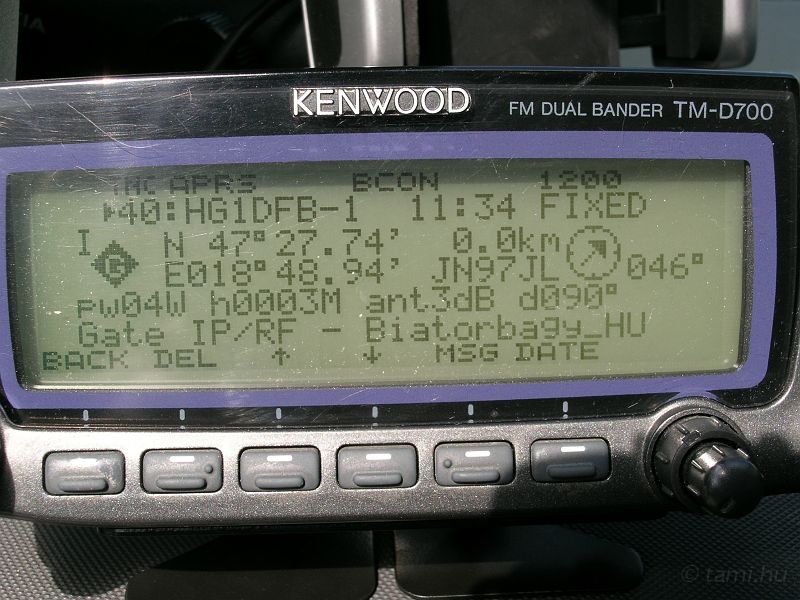 KENWOOD FM DUAL BANDER TM-D700
TNC APRS BCON 1200
▶40:HG1DFB-1 11:34 FIXED
I N 47°27.74' 0.0km
G E018°48.94' JN97JL 046°
pw04W h0003M ant3dB d090°
Gate IP/RF - Biatorbagy_HU
BACK DEL ↑ ↓ MSG DATE
© tami.hu